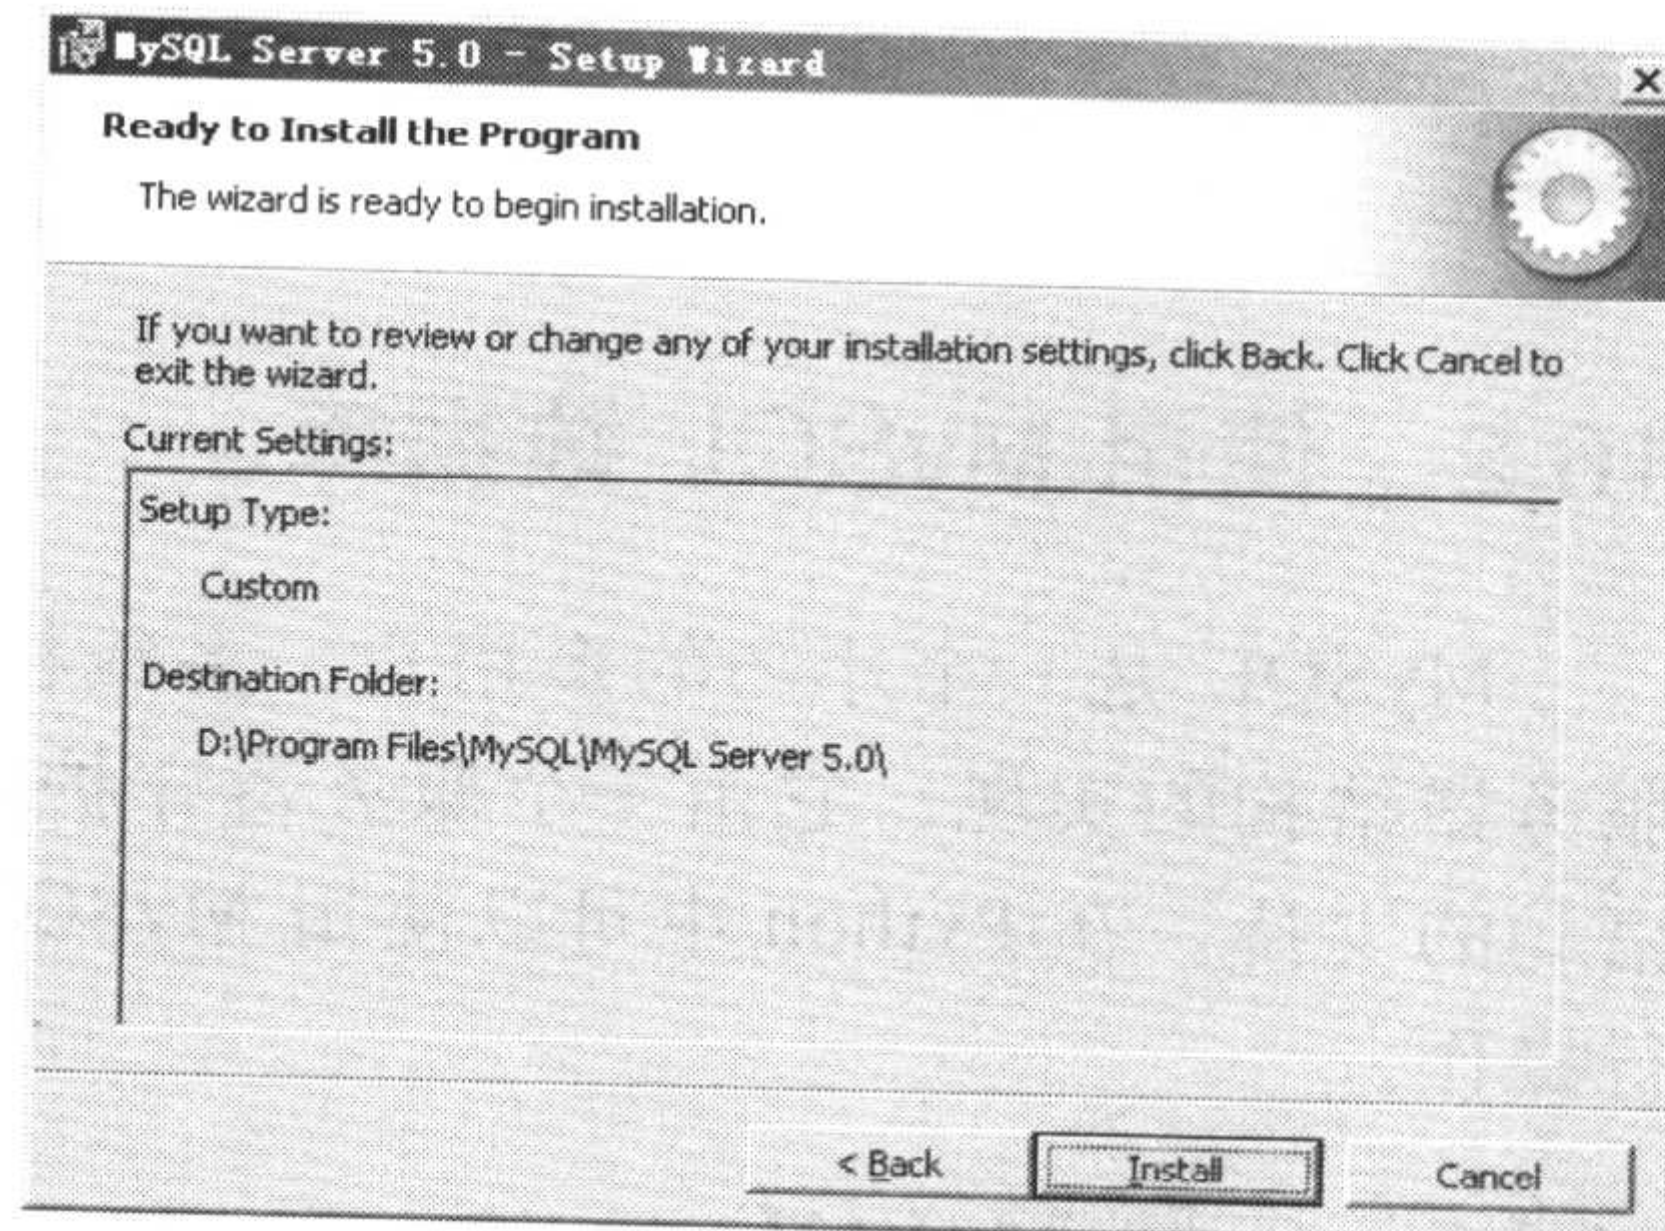 MySQL Server 5.0 - Setup Wizard
Ready to Install the Program
The wizard is ready to begin installation.
If you want to review or change any of your installation settings, click Back. Click Cancel to
exit the wizard.
Current Settings:
Setup Type:
Custom
Destination Folder:
D:\Program Files\MySQL\MySQL Server 5.0\
< Back
Install
Cancel